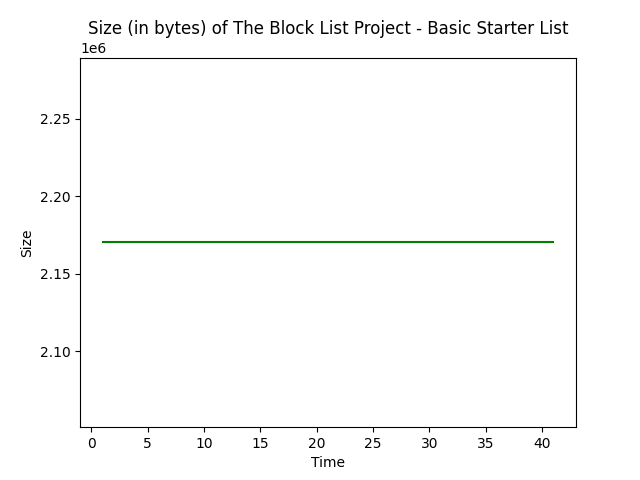 Size (in bytes) of The Block List Project - Basic Starter List
1e6
2.25
2.20
Size
2.15
2.10
0 5 10 15 20 25 30 35 40
Time